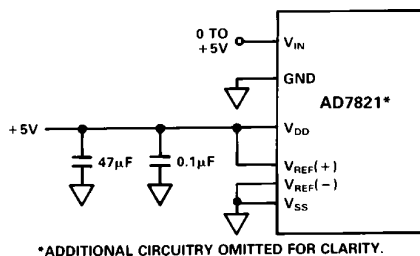 0 TO
+5V
V_IN
GND
AD7821*
+5V
V_DD
47µF
0.1µF
V_REF(+)
V_REF(−)
V_SS
*ADDITIONAL CIRCUITRY OMITTED FOR CLARITY.